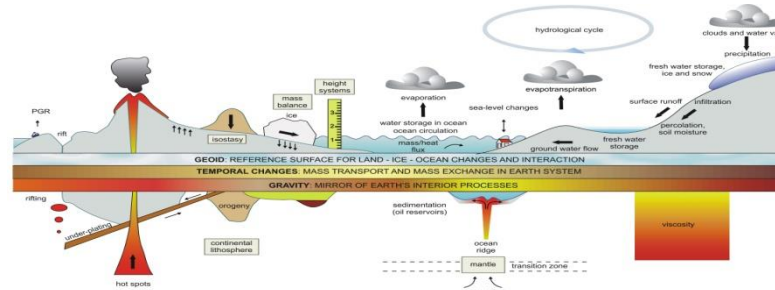 hydrological cycle
clouds and water v
precipitation
fresh water storage,
ice and snow
evaporation
evapotranspiration
surface runoff
infiltration
percolation,
soil moisture
height
systems
mass
balance
ice
water storage in ocean
ocean circulation
sea-level changes
PGR
rift
isostasy
mass/heat
flux
ground water flow
fresh water
storage
3
2
1
GEOID: REFERENCE SURFACE FOR LAND - ICE - OCEAN CHANGES AND INTERACTION
TEMPORAL CHANGES: MASS TRANSPORT AND MASS EXCHANGE IN EARTH SYSTEM
GRAVITY: MIRROR OF EARTH'S INTERIOR PROCESSES
rifting
under-plating
orogeny
continental
lithosphere
hot spots
sedimentation
(oil reservoirs)
ocean
ridge
mantle
transition zone
viscosity